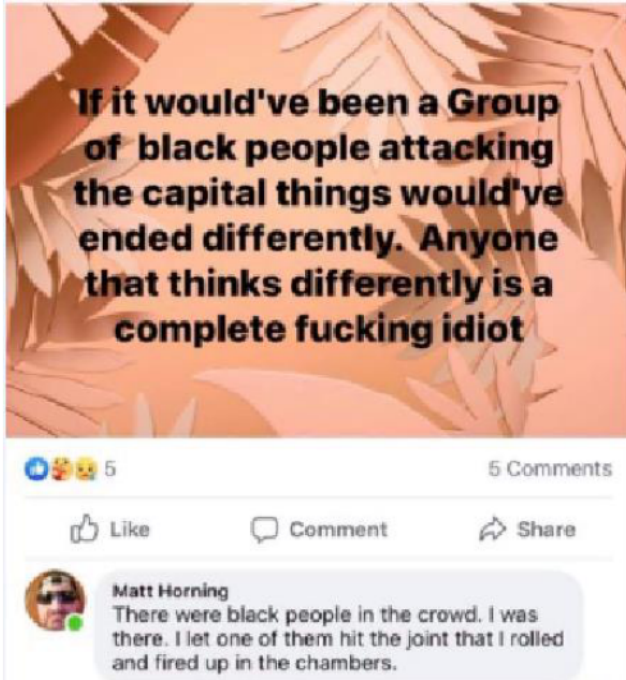 If it would've been a Group
of black people attacking
the capital things would've
ended differently. Anyone
that thinks differently is a
complete fucking idiot
5
5 Comments
Like
Comment
Share
Matt Horning
There were black people in the crowd. I was
there. I let one of them hit the joint that I rolled
and fired up in the chambers.